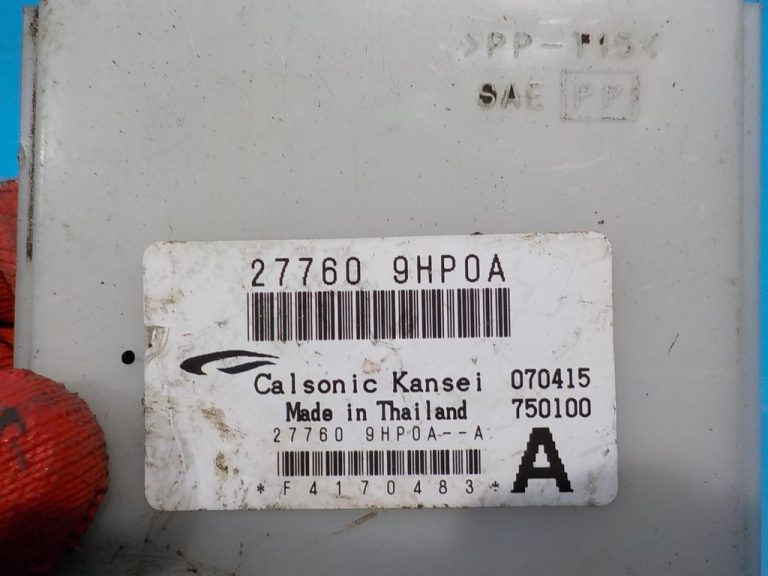 >PP-T15<
SAE PP
27760 9HP0A
Calsonic Kansei 070415
Made in Thailand 750100
27760 9HP0A--A
A
*F4170483*